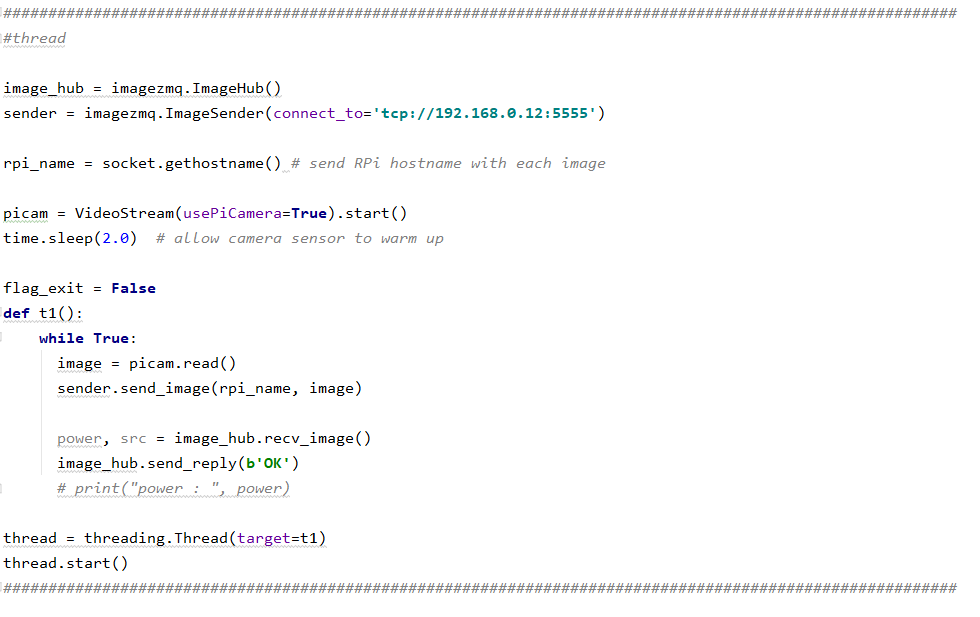 ##########################################################################################################
#thread
image_hub = imagezmq.ImageHub()
sender = imagezmq.ImageSender(connect_to='tcp://192.168.0.12:5555')
rpi_name = socket.gethostname() # send RPi hostname with each image
picam = VideoStream(usePiCamera=True).start()
time.sleep(2.0)  # allow camera sensor to warm up
flag_exit = False
def t1():
    while True:
      image = picam.read()
      sender.send_image(rpi_name, image)
      power, src = image_hub.recv_image()
      image_hub.send_reply(b'OK')
      # print("power : ", power)
thread = threading.Thread(target=t1)
thread.start()
##########################################################################################################